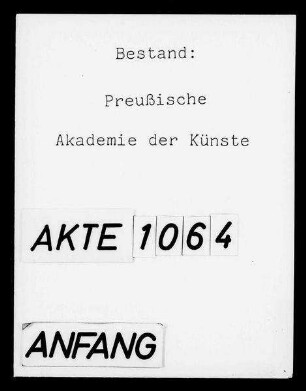 Bestand:
Preußische
Akademie der Künste
AKTE 1064
ANFANG